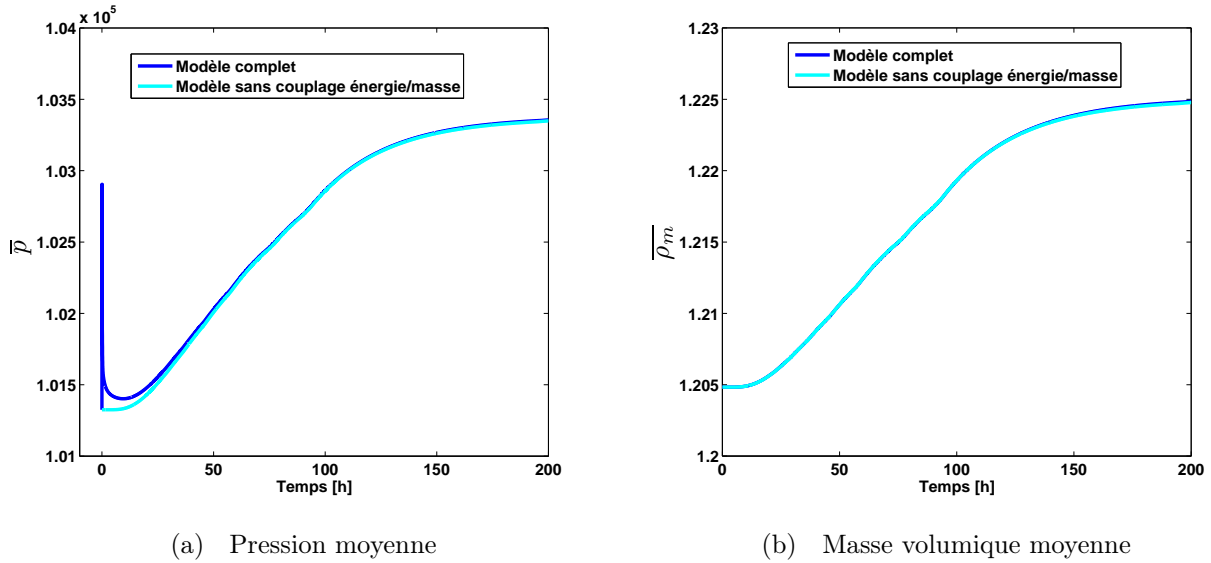 x 10⁵
1.04
1.035
1.03
1.025
1.02
1.015
1.01
p̅
0
50
100
150
200
Temps [h]
Modèle complet
Modèle sans couplage énergie/masse
(a) Pression moyenne
1.23
1.225
1.22
1.215
1.21
1.205
1.2
ρₘ̅
0
50
100
150
200
Temps [h]
Modèle complet
Modèle sans couplage énergie/masse
(b) Masse volumique moyenne